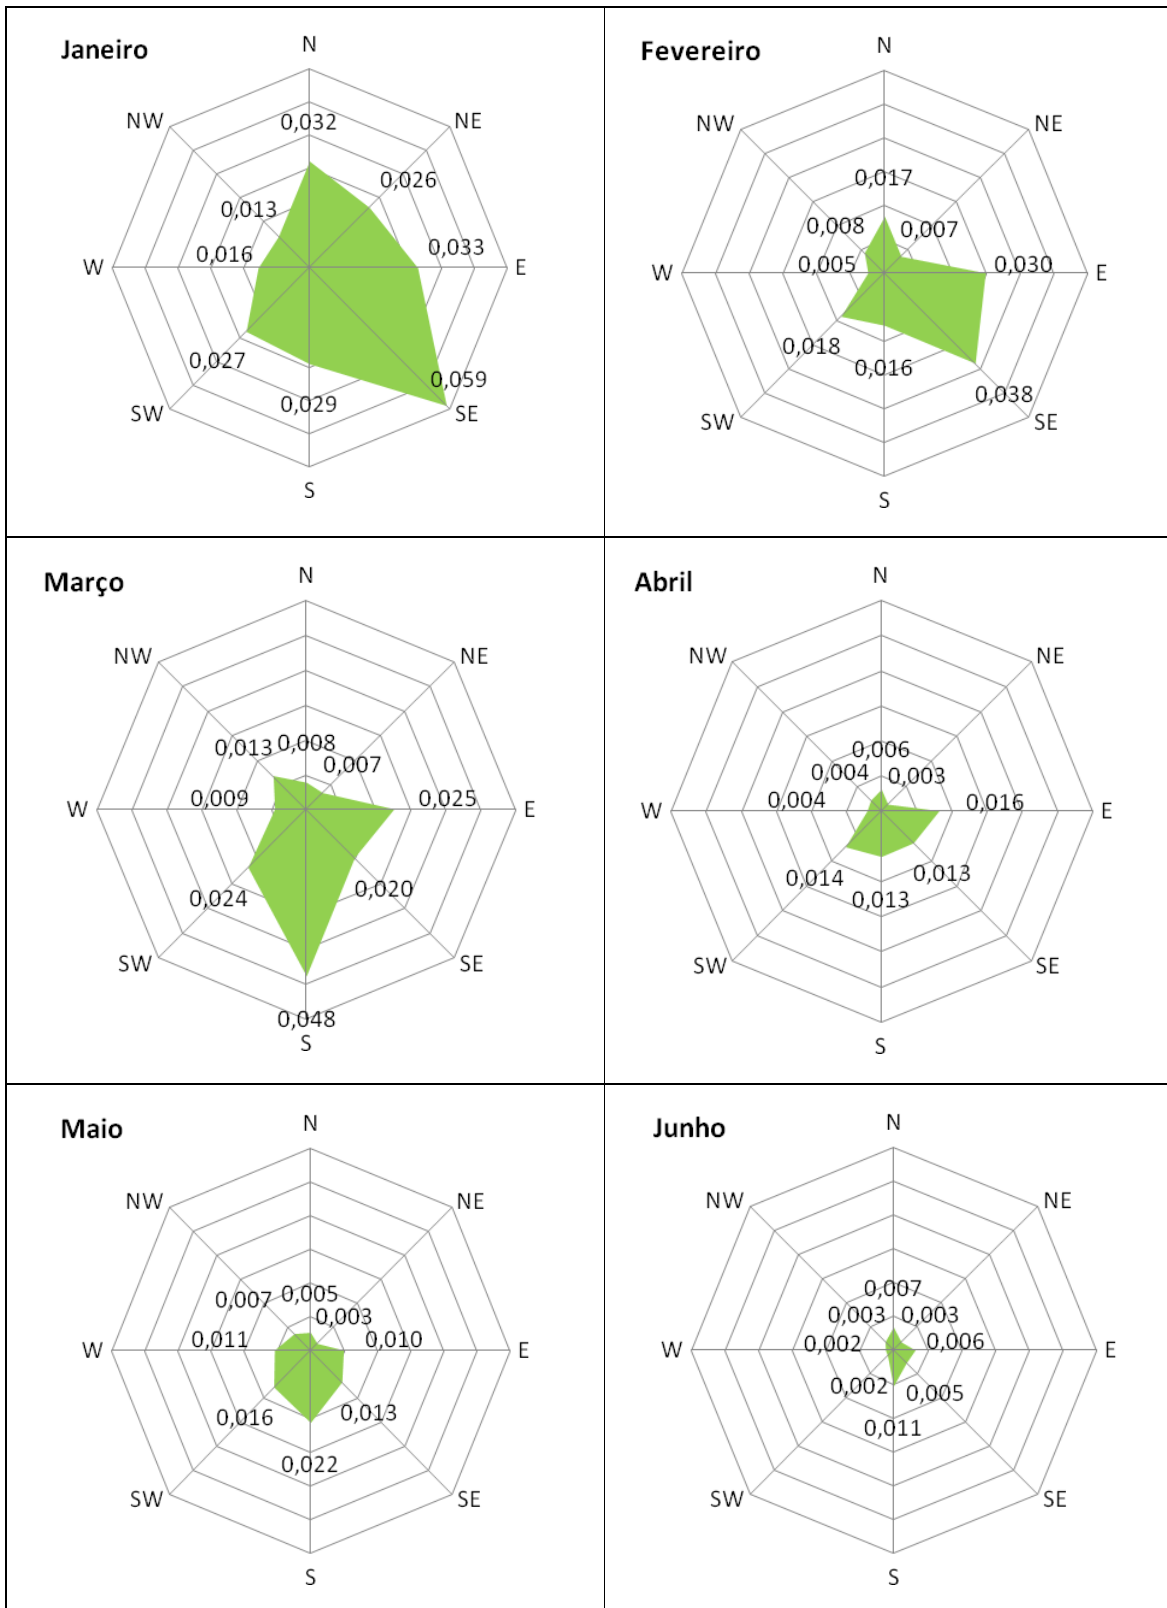 Janeiro
N
NW
NE
0,032
0,026
0,013
0,033
0,016
W
E
0,027
0,059
0,029
SW
SE
S
Fevereiro
N
NW
NE
0,017
0,008
0,007
0,005
0,030
W
E
0,018
0,016
0,038
SW
SE
S
Março
N
NW
NE
0,013
0,008
0,007
0,009
0,025
W
E
0,024
0,020
SW
SE
0,048
S
Abril
N
NW
NE
0,006
0,004
0,003
0,004
0,016
W
E
0,014
0,013
0,013
SW
SE
S
Maio
N
NW
NE
0,007
0,005
0,003
0,011
0,010
W
E
0,016
0,013
0,022
SW
SE
S
Junho
N
NW
NE
0,007
0,003
0,003
0,002
0,006
W
E
0,002
0,005
0,011
SW
SE
S